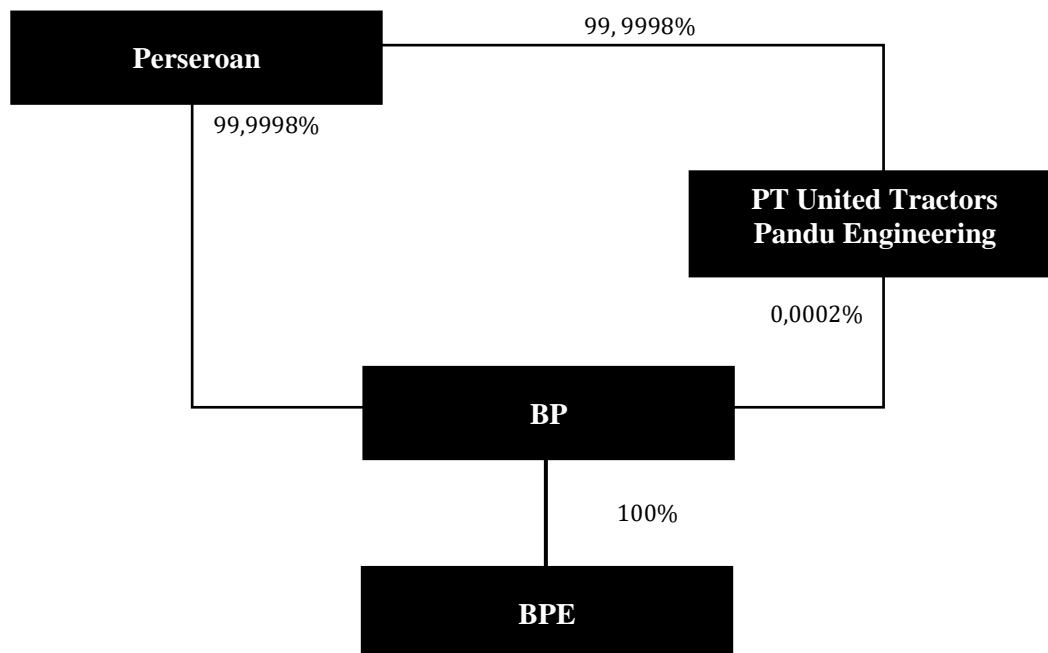 99, 9998%
Perseroan
99,9998%
PT United Tractors
Pandu Engineering
0,0002%
BP
100%
BPE